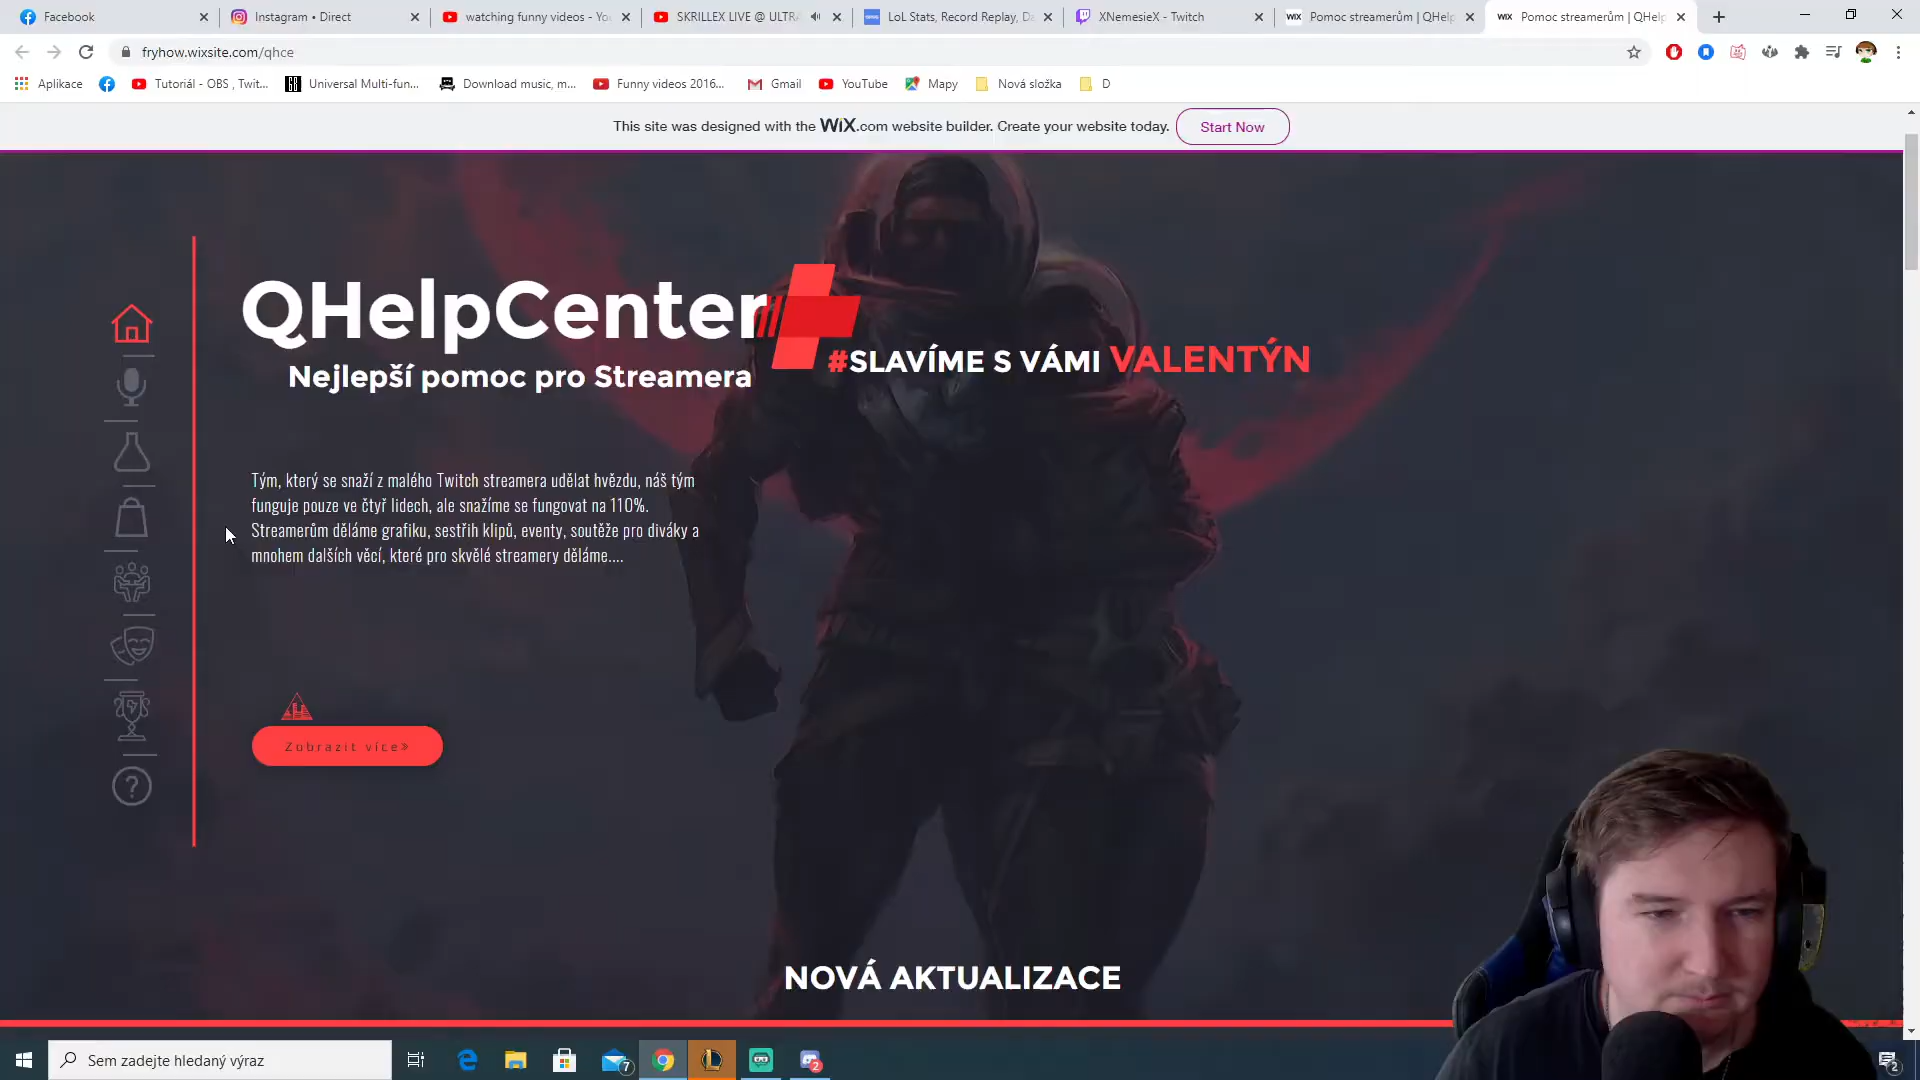 Facebook
Instagram • Direct
watching funny videos - Yo
SKRILLEX LIVE @ ULTRA
LoL Stats, Record Replay, Da
XNemesieX - Twitch
Pomoc streamerům | QHelp
Pomoc streamerům | QHelp
fryhow.wixsite.com/qhce
Aplikace
Tutoriál - OBS , Twit...
Universal Multi-fun...
Download music, m...
Funny videos 2016...
Gmail
YouTube
Mapy
Nová složka
D
This site was designed with the WiX.com website builder. Create your website today.
Start Now
QHelpCenter
Nejlepší pomoc pro Streamera
#SLAVÍME S VÁMI VALENTÝN
Tým, který se snaží z malého Twitch streamera udělat hvězdu, náš tým
funguje pouze ve čtyř lidech, ale snažíme se fungovat na 110%.
Streamerům děláme grafiku, sestřih klipů, eventy, soutěže pro diváky a
mnohem dalších věcí, které pro skvělé streamery děláme....
Zobrazit více»
NOVÁ AKTUALIZACE
Sem zadejte hledaný výraz
7
2
2